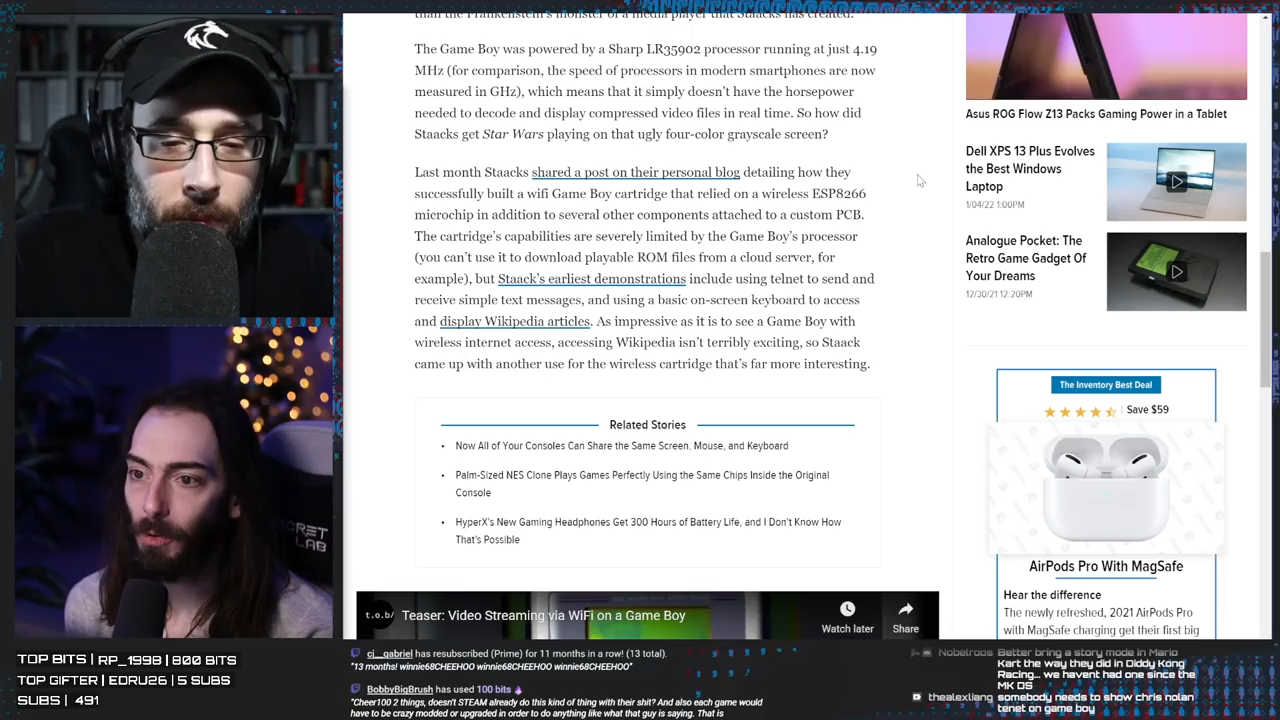 than the Frankenstein's monster of a media player that Staacks has created.
The Game Boy was powered by a Sharp LR35902 processor running at just 4.19
MHz (for comparison, the speed of processors in modern smartphones are now
measured in GHz), which means that it simply doesn't have the horsepower
needed to decode and display compressed video files in real time. So how did
Staacks get Star Wars playing on that ugly four-color grayscale screen?
Last month Staacks shared a post on their personal blog detailing how they
successfully built a wifi Game Boy cartridge that relied on a wireless ESP8266
microchip in addition to several other components attached to a custom PCB.
The cartridge's capabilities are severely limited by the Game Boy's processor
(you can't use it to download playable ROM files from a cloud server, for
example), but Staack's earliest demonstrations include using telnet to send and
receive simple text messages, and using a basic on-screen keyboard to access
and display Wikipedia articles. As impressive as it is to see a Game Boy with
wireless internet access, accessing Wikipedia isn't terribly exciting, so Staack
came up with another use for the wireless cartridge that's far more interesting.
Related Stories
• Now All of Your Consoles Can Share the Same Screen, Mouse, and Keyboard
• Palm-Sized NES Clone Plays Games Perfectly Using the Same Chips Inside the Original
Console
• HyperX's New Gaming Headphones Get 300 Hours of Battery Life, and I Don't Know How
That's Possible
t.o.b/ Teaser: Video Streaming via WiFi on a Game Boy
Watch later
Share
Asus ROG Flow Z13 Packs Gaming Power in a Tablet
Dell XPS 13 Plus Evolves
the Best Windows
Laptop
1/04/22 1:00PM
Analogue Pocket: The
Retro Game Gadget Of
Your Dreams
12/30/21 12:20PM
The Inventory Best Deal
| Save $59
AirPods Pro With MagSafe
Hear the difference
The newly refreshed, 2021 AirPods Pro
with MagSafe charging get their first big
RET
LAB
TOP BITS | RP_1998 | 800 BITS
TOP GIFTER | EDRU26 | 5 SUBS
SUBS | 491
cj__gabriel has resubscribed (Prime) for 11 months in a row! (13 total).
"13 months! winnie68CHEEHOO winnie68CHEEHOO winnie68CHEEHOO"
BobbyBigBrush has used 100 bits
"Cheer100 2 things, doesn't STEAM already do this kind of thing with their shit? And also each game would
have to be crazy modded or upgraded in order to do anything like what that guy is saying. That is
Nobelroos Better bring a story mode in Mario
Kart the way they did in Diddy Kong
Racing... we havent had one since the
MK DS
thealexliang somebody needs to show chris nolan
tenet on game boy